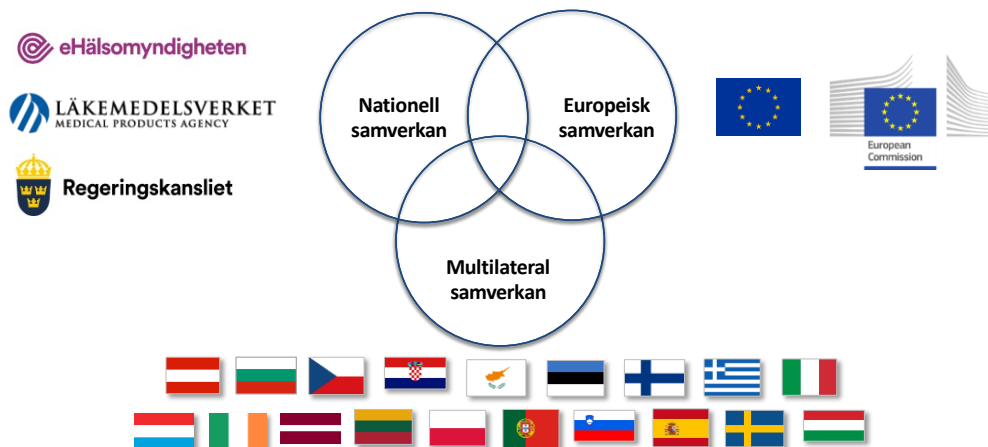 eHälsomyndigheten
LÄKEMEDELSVERKET
MEDICAL PRODUCTS AGENCY
Regeringskansliet
Nationell
samverkan
Europeisk
samverkan
Multilateral
samverkan
European
Commission